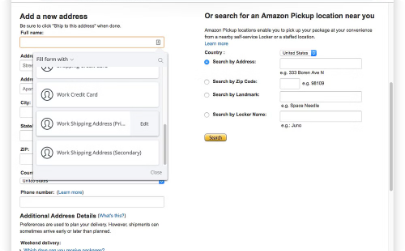 Add a new address
Be sure to click "Ship to this address" when done.
Full name:
Fill form with
Work Credit Card
Work Shipping Address (Pri... Edit
Work Shipping Address (Secondary)
Close
City:
State
ZIP:
Phone number: (Learn more)
Additional Address Details (What's this?)
Preferences are used to plan your delivery. However, shipments can
sometimes arrive early or later than planned.
Weekend delivery:
Or search for an Amazon Pickup location near you
Amazon Pickup locations enable you to pick up your package at your convenience
from a nearby self-service Locker or a staffed location.
Learn more
Country: United States
Search by Address:
e.g. 333 Boren Ave N
Search by Zip Code: e.g. 98109
Search by Landmark:
e.g. Space Needle
Search by Locker Name:
e.g.: Juno
Search